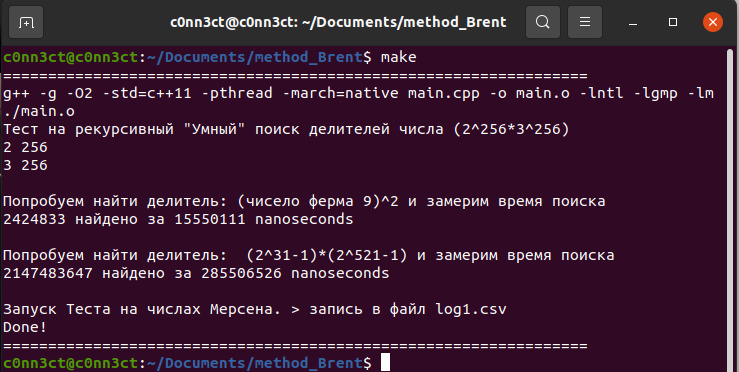 c0nn3ct@c0nn3ct: ~/Documents/method_Brent
c0nn3ct@c0nn3ct:~/Documents/method_Brent$ make
=================================================================
g++ -g -O2 -std=c++11 -pthread -march=native main.cpp -o main.o -lntl -lgmp -lm
./main.o
Тест на рекурсивный "Умный" поиск делителей числа (2^256*3^256)
2 256
3 256
Попробуем найти делитель: (чисело ферма 9)^2 и замерим время поиска
2424833 найдено за 15550111 nanoseconds
Попробуем найти делитель:  (2^31-1)*(2^521-1) и замерим время поиска
2147483647 найдено за 285506526 nanoseconds
Запуск Теста на числах Мерсена. > запись в файл log1.csv
Done!
=================================================================
c0nn3ct@c0nn3ct:~/Documents/method_Brent$